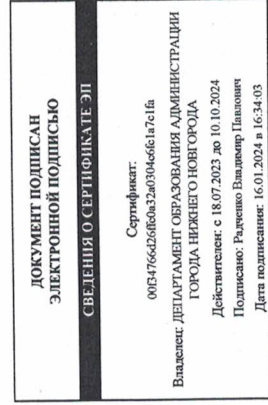 ДОКУМЕНТ ПОДПИСАН
ЭЛЕКТРОННОЙ ПОДПИСЬЮ
СВЕДЕНИЯ О СЕРТИФИКАТЕ ЭП
Сертификат:
00f34766d26ffc0a32a0304c6fc1a7c1fa
Владелец: ДЕПАРТАМЕНТ ОБРАЗОВАНИЯ АДМИНИСТРАЦИИ
ГОРОДА НИЖНЕГО НОВГОРОДА
Действителен: с 18.07.2023 до 10.10.2024
Подписано: Радченко Владимир Павлович
Дата подписания: 16.01.2024 в 16:34:03